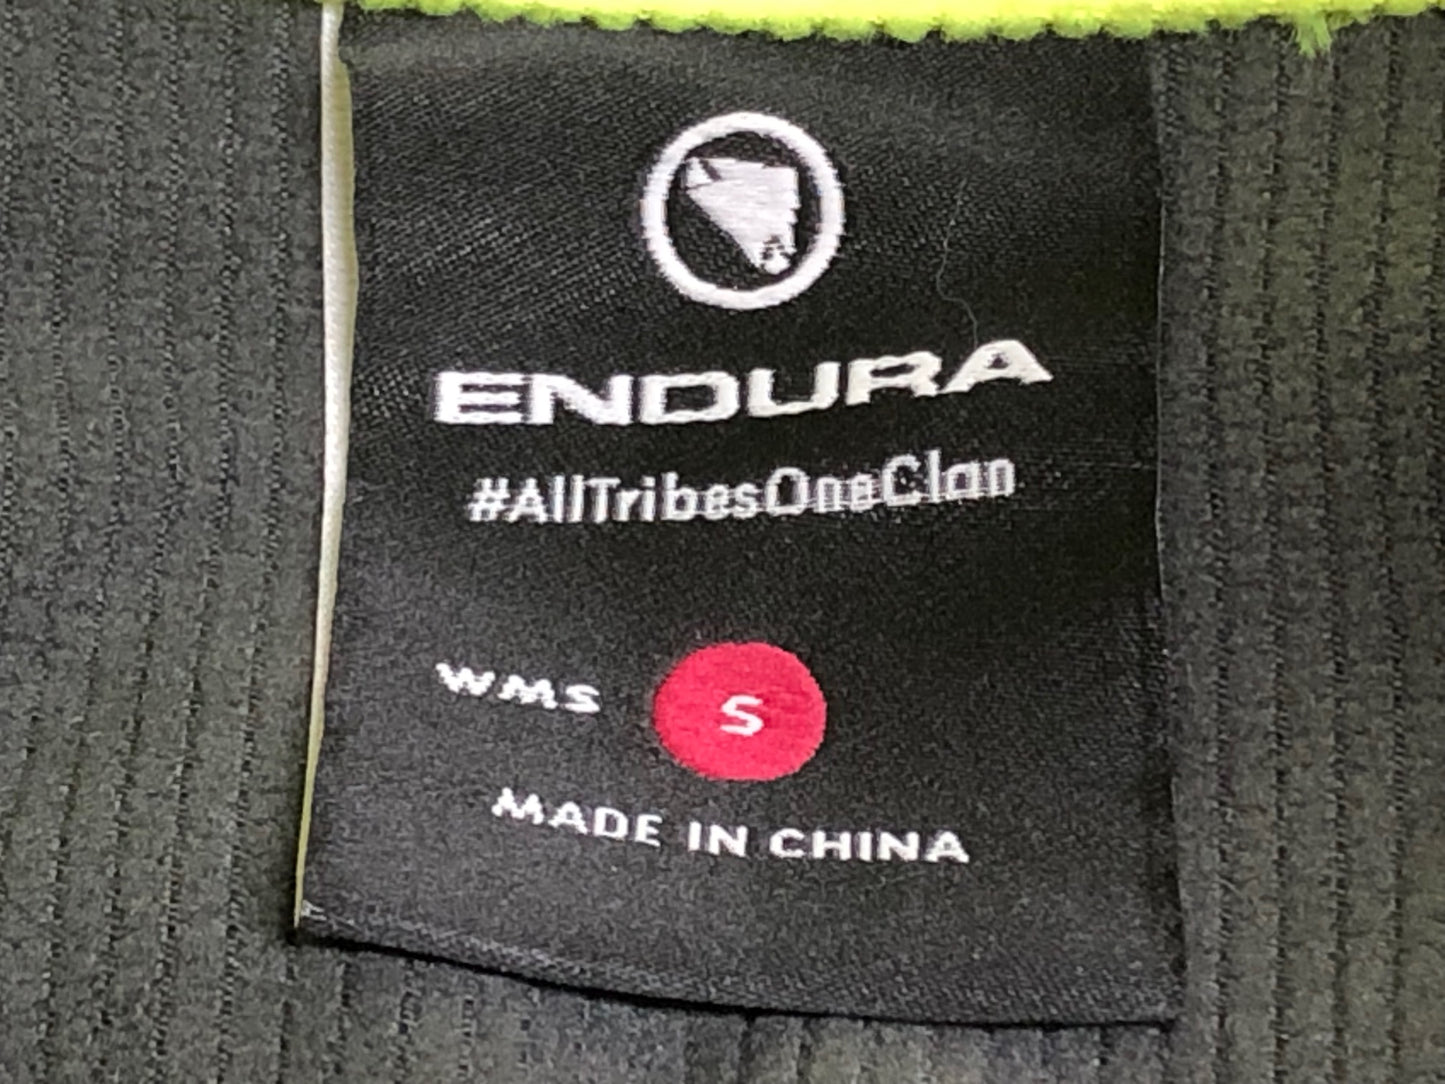 ENDURA
#AllTribesOneClan
WMS S
MADE IN CHINA